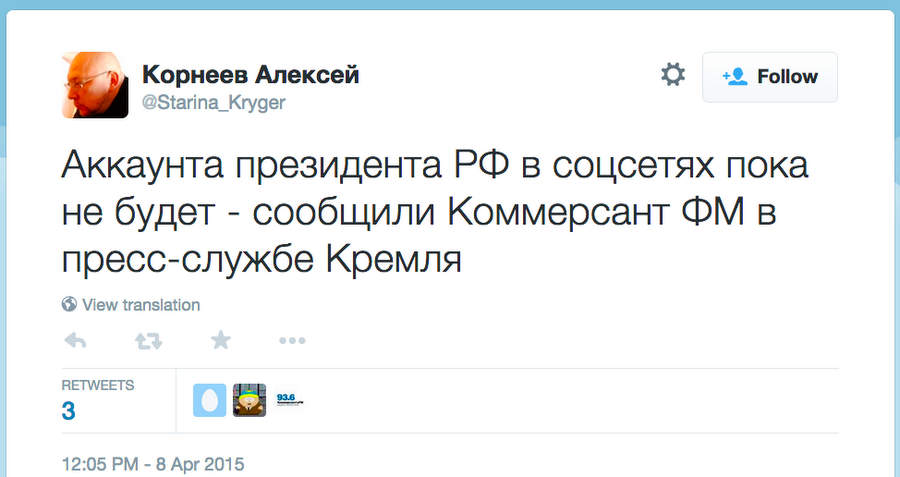 Корнеев Алексей
@Starina_Kryger
Follow
Аккаунта президента РФ в соцсетях пока
не будет - сообщили Коммерсант ФМ в
пресс-службе Кремля
View translation
RETWEETS
3
93.6
12:05 PM - 8 Apr 2015